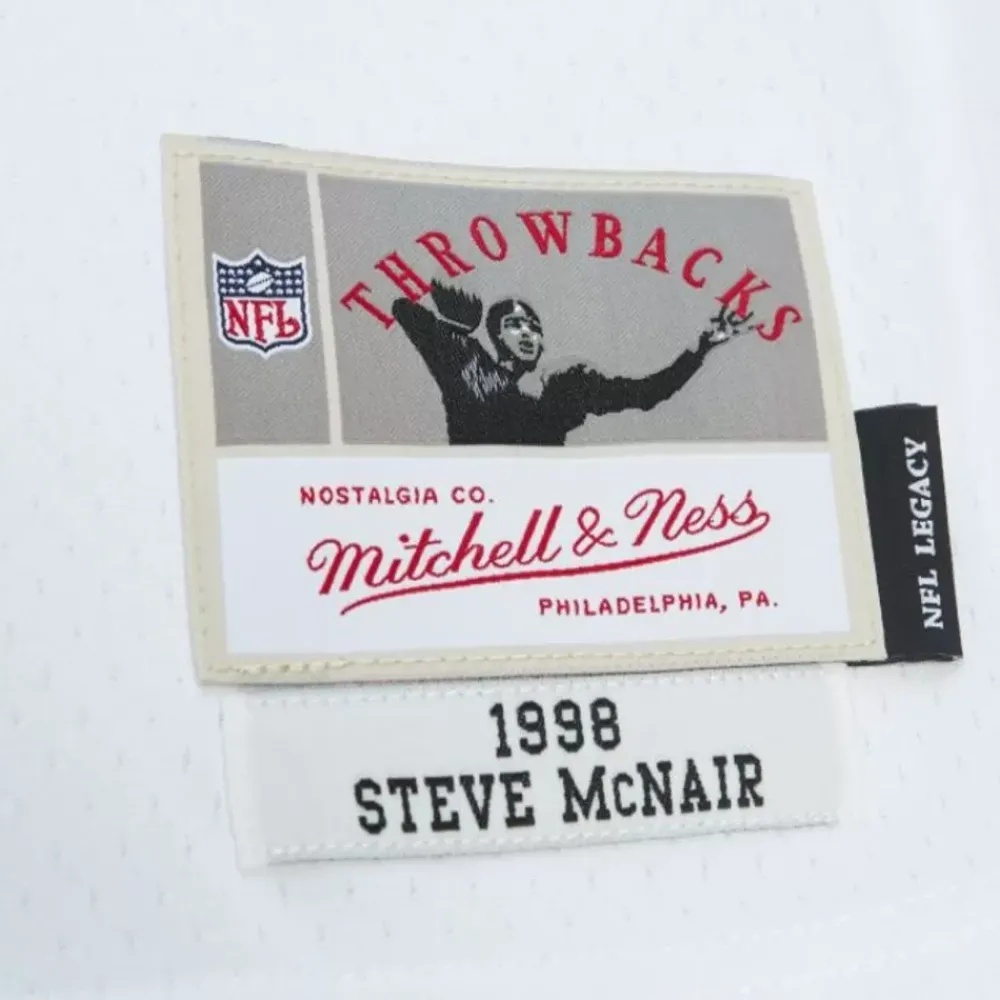 THROWBACKS
NFL
NOSTALGIA CO.
Mitchell & Ness
PHILADELPHIA, PA.
NFL LEGACY
1998
STEVE McNAIR